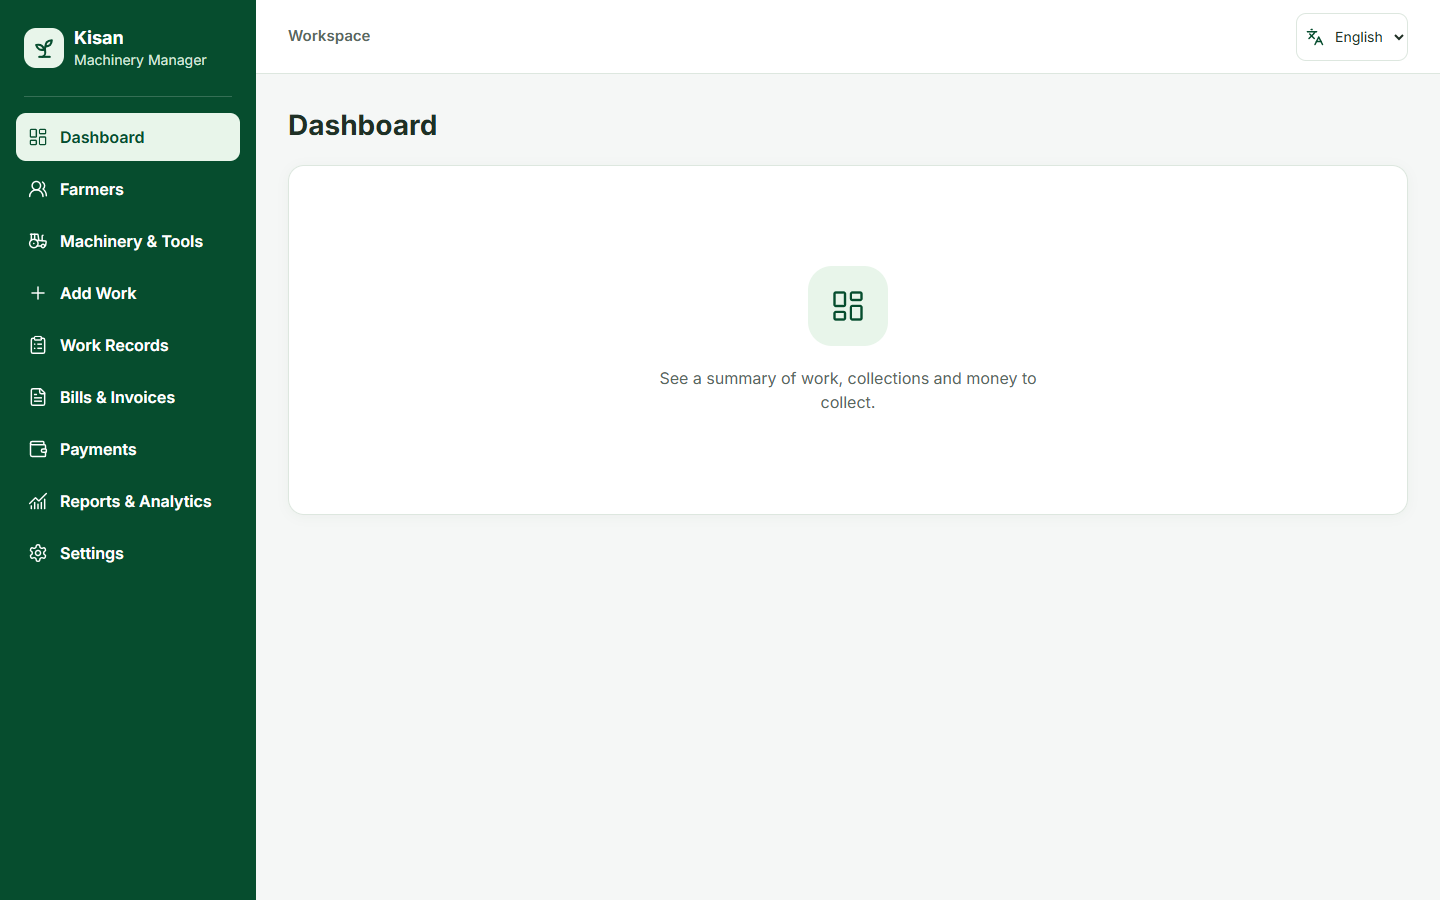 Kisan
Machinery Manager
Dashboard
Farmers
Machinery & Tools
Add Work
Work Records
Bills & Invoices
Payments
Reports & Analytics
Settings
Workspace
English
Dashboard
See a summary of work, collections and money to
collect.